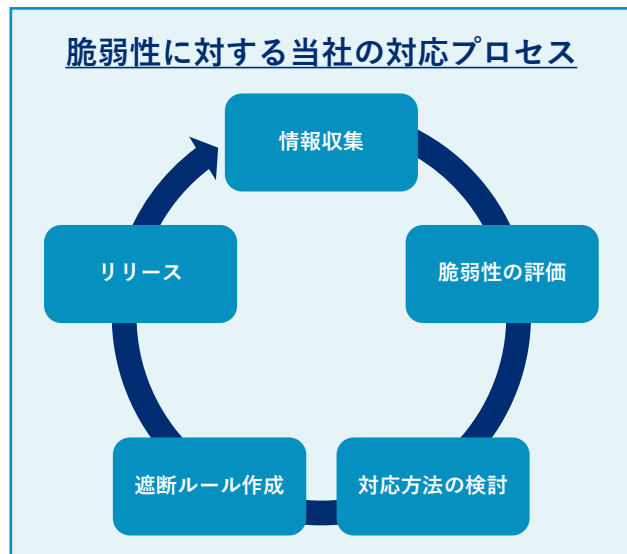 脆弱性に対する当社の対応プロセス
情報収集
脆弱性の評価
対応方法の検討
遮断ルール作成
リリース